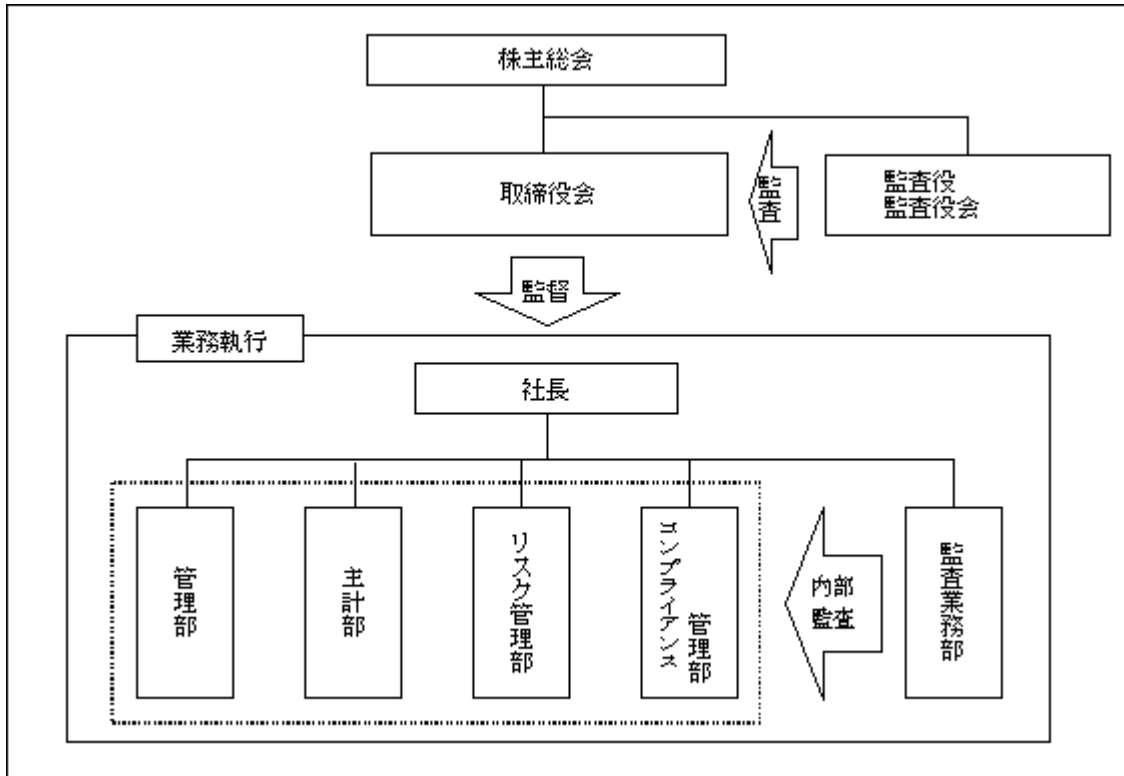 株主総会
取締役会
監査
監査役
監査役会
監督
業務執行
社長
管理部
主計部
リスク管理部
コンプライアンス
管理部
内部
監査
監査業務部